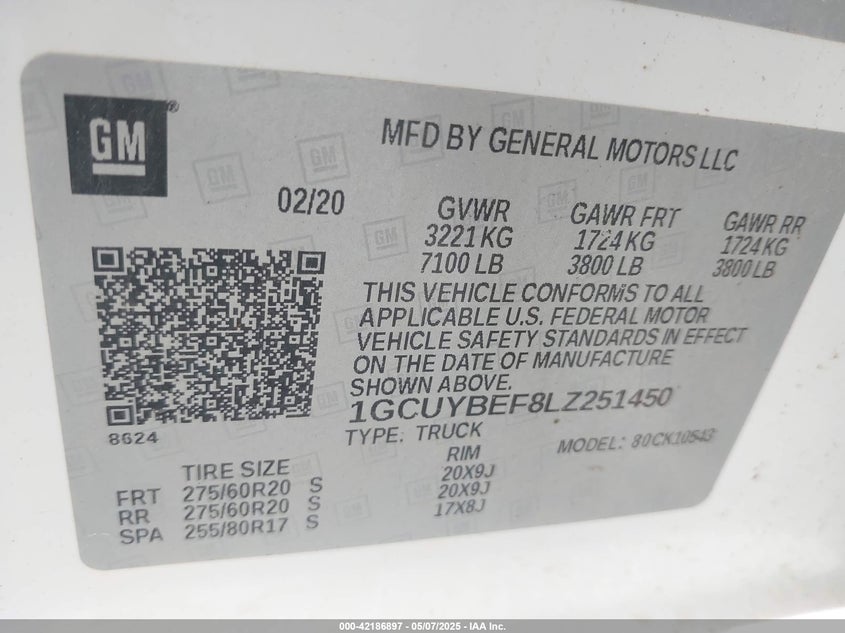 GM®
MFD BY GENERAL MOTORS LLC
02/20
GVWR GAWR FRT GAWR RR
3221 KG 1724 KG 1724 KG
7100 LB 3800 LB 3800 LB
THIS VEHICLE CONFORMS TO ALL
APPLICABLE U.S. FEDERAL MOTOR
VEHICLE SAFETY STANDARDS IN EFFECT
ON THE DATE OF MANUFACTURE
SHOWN ABOVE.
1GCUYBEF8LZ251450
8624
TYPE: TRUCK MODEL: 80CK10543
TIRE SIZE RIM
FRT 275/60R20 S 20X9J
RR 275/60R20 S 20X9J
SPA 255/80R17 S 17X8J
000-42186897 - 05/07/2025 - IAA Inc.